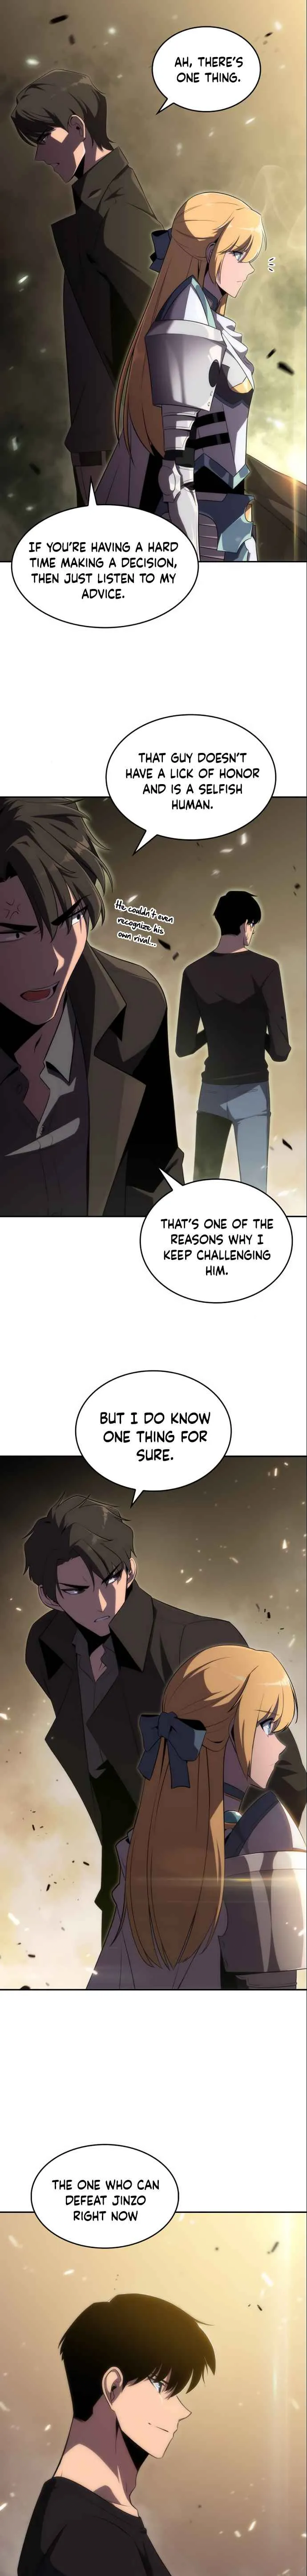 AH, THERE'S
ONE THING.
IF YOU'RE HAVING A HARD
TIME MAKING A DECISION,
THEN JUST LISTEN TO MY
ADVICE.
THAT GUY DOESN'T
HAVE A LICK OF HONOR
AND IS A SELFISH
HUMAN.
He couldn't even
recognize his
own rival...
THAT'S ONE OF THE
REASONS WHY I
KEEP CHALLENGING
HIM.
BUT I DO KNOW
ONE THING FOR
SURE.
THE ONE WHO CAN
DEFEAT JINZO
RIGHT NOW